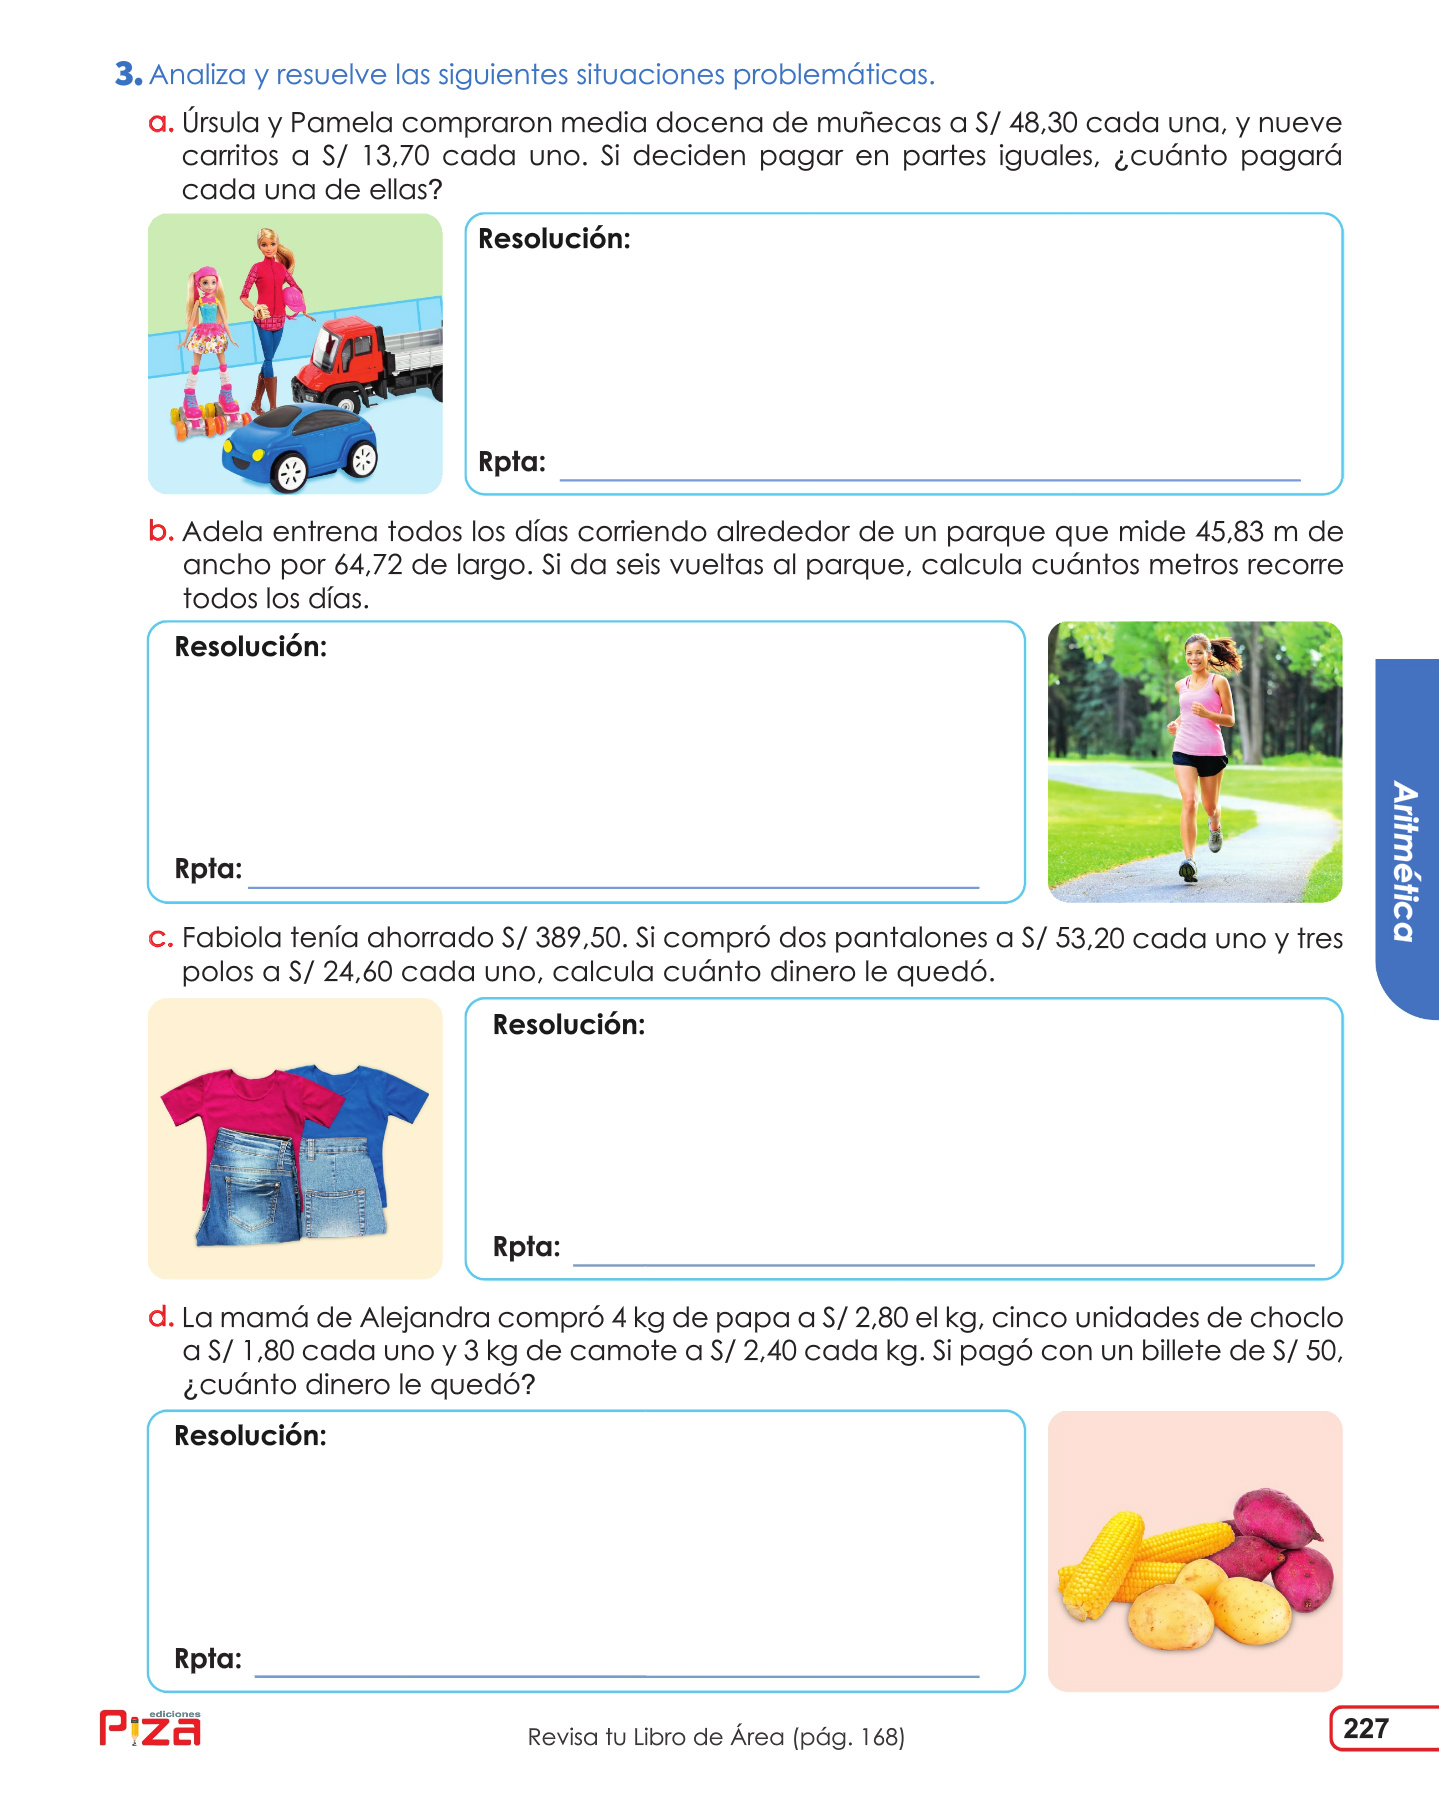 3. Analiza y resuelve las siguientes situaciones problemáticas.
a. Úrsula y Pamela compraron media docena de muñecas a S/ 48,30 cada una, y nueve
carritos a S/ 13,70 cada uno. Si deciden pagar en partes iguales, ¿cuánto pagará
cada una de ellas?
Resolución:
Rpta:
b. Adela entrena todos los días corriendo alrededor de un parque que mide 45,83 m de
ancho por 64,72 de largo. Si da seis vueltas al parque, calcula cuántos metros recorre
todos los días.
Resolución:
Rpta:
Aritmética
c. Fabiola tenía ahorrado S/ 389,50. Si compró dos pantalones a S/ 53,20 cada uno y tres
polos a S/ 24,60 cada uno, calcula cuánto dinero le quedó.
Resolución:
Rpta:
d. La mamá de Alejandra compró 4 kg de papa a S/ 2,80 el kg, cinco unidades de choclo
a S/ 1,80 cada uno y 3 kg de camote a S/ 2,40 cada kg. Si pagó con un billete de S/ 50,
¿cuánto dinero le quedó?
Resolución:
Rpta:
ediciones
Piza
Revisa tu Libro de Área (pág. 168)
227